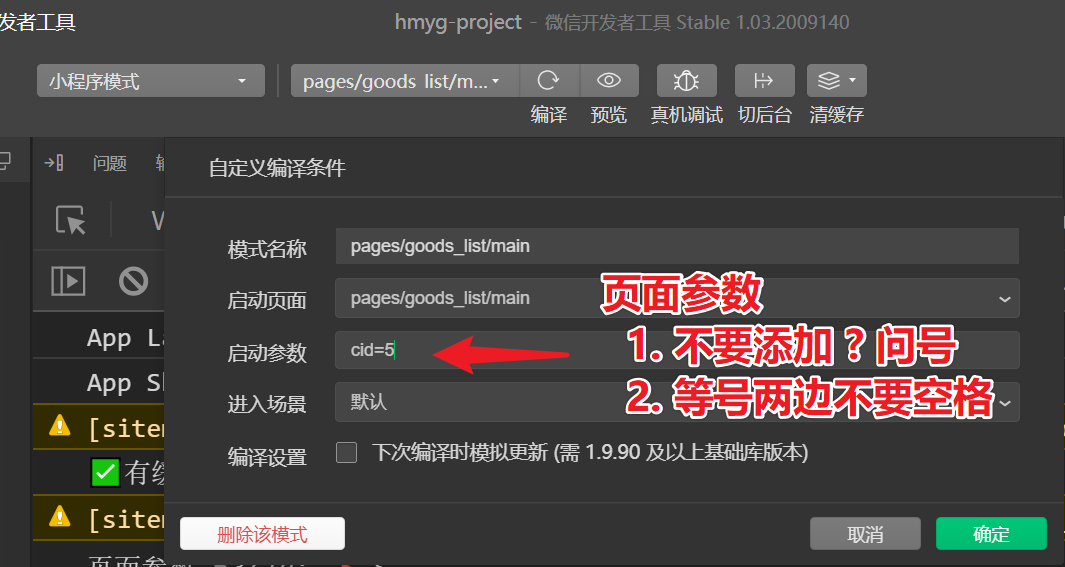 发者工具
hmyg-project - 微信开发者工具 Stable 1.03.2009140
小程序模式
pages/goods_list/m...
编译
预览
真机调试
切后台
清缓存
问题
自定义编译条件
模式名称
pages/goods_list/main
启动页面
pages/goods_list/main
页面参数
启动参数
cid=5
1. 不要添加？问号
进入场景
默认
2. 等号两边不要空格
编译设置
下次编译时模拟更新 (需 1.9.90 及以上基础库版本)
App
App
[siten
有
[siten
删除该模式
取消
确定
页面参